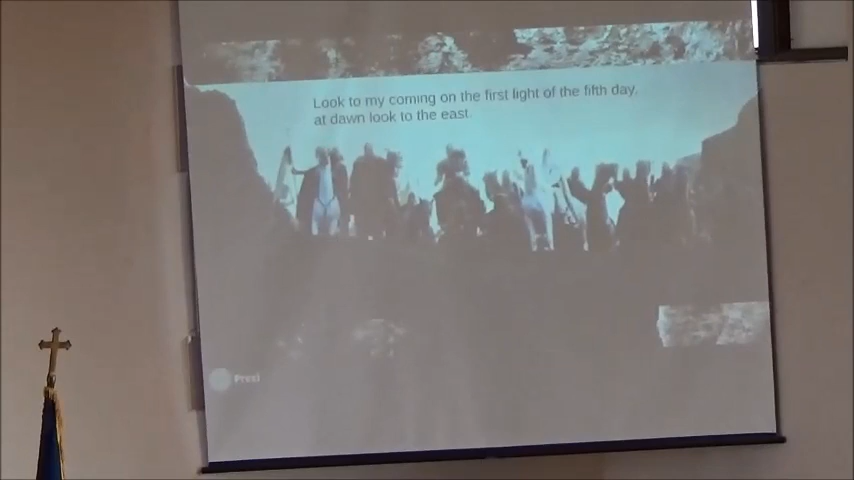 Look to my coming on the first light of the fifth day,
at dawn look to the east.
Prezi